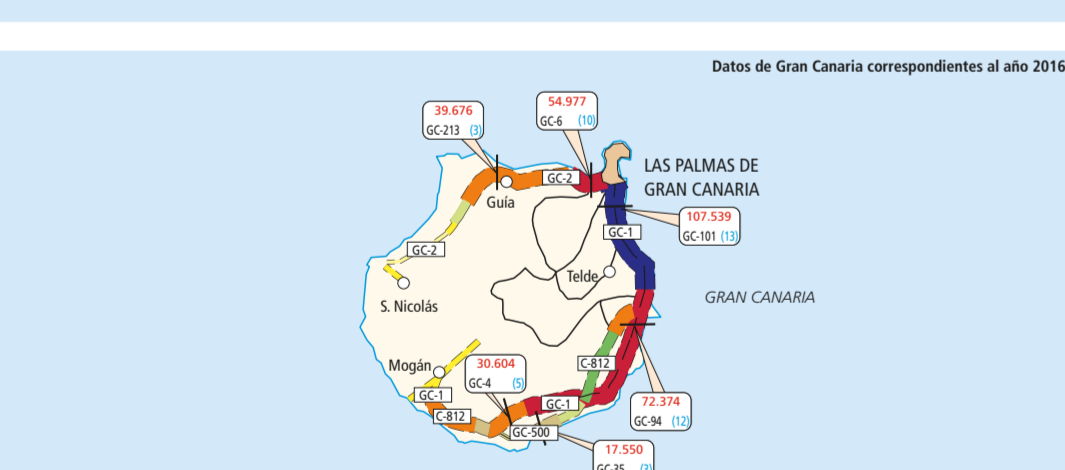 Datos de Gran Canaria correspondientes al año 2016
39.676
GC-213 (3)
54.977
GC-6 (10)
LAS PALMAS DE
GRAN CANARIA
GC-2
Guía
107.539
GC-101 (13)
GC-1
GC-2
Telde
GRAN CANARIA
S. Nicolás
Mogán
30.604
GC-4 (5)
C-812
GC-1
GC-1
72.374
GC-94 (12)
C-812
GC-500
17.550
GC-35 (3)